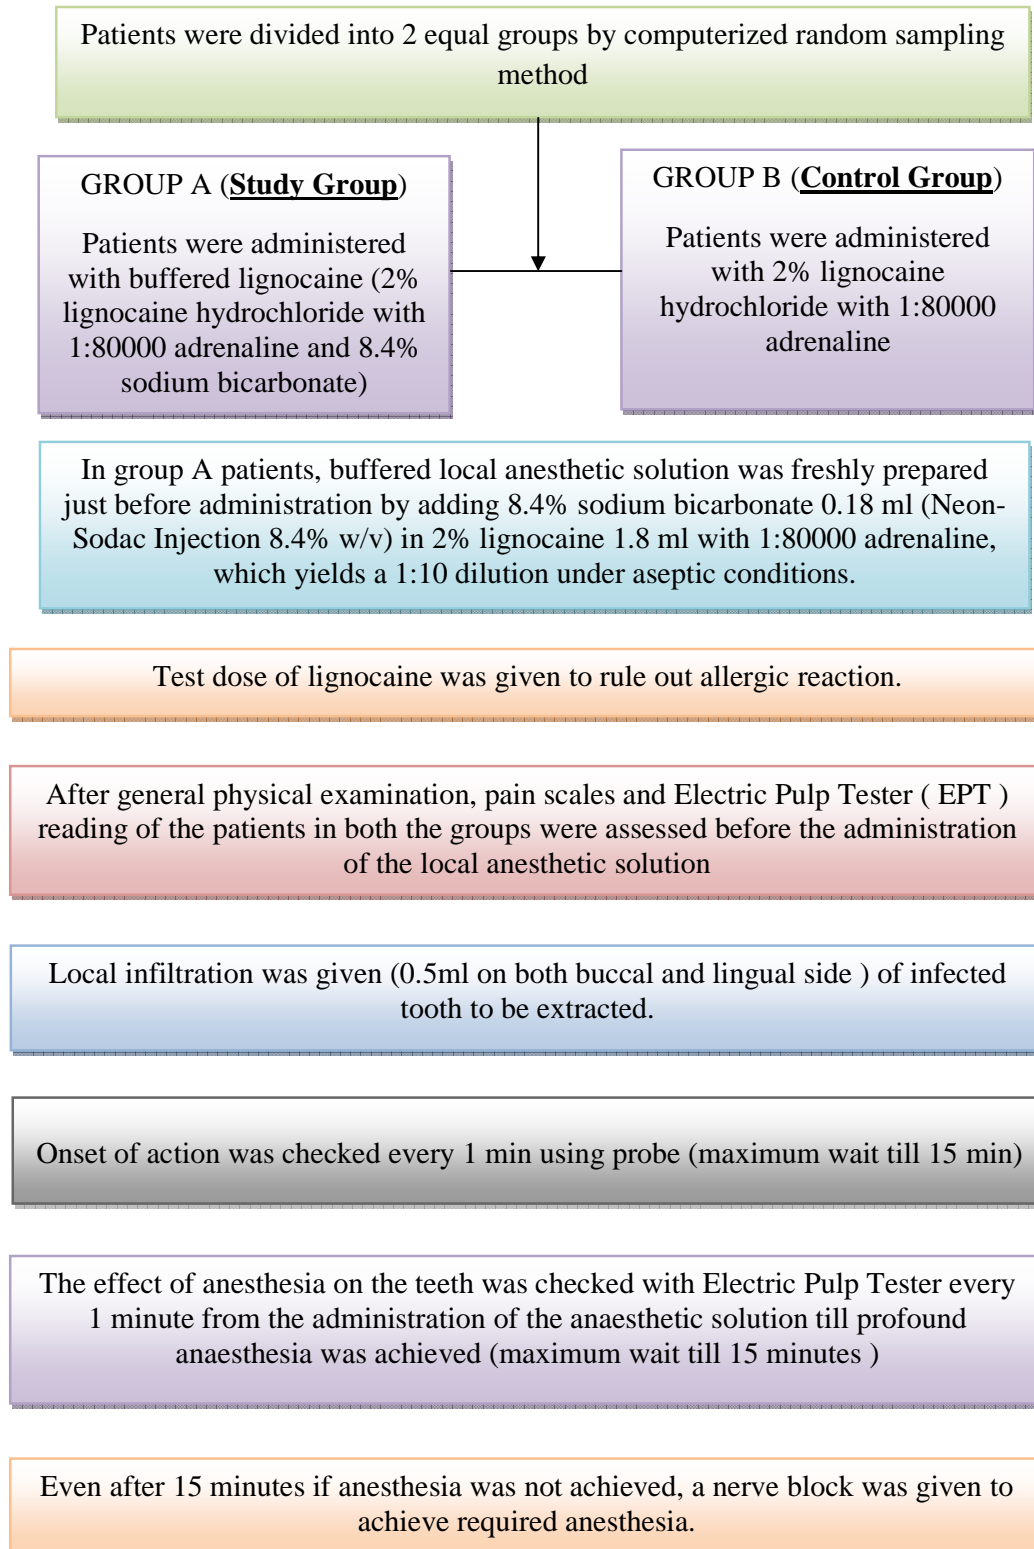 Patients were divided into 2 equal groups by computerized random sampling
method
GROUP A (Study Group)
Patients were administered
with buffered lignocaine (2%
lignocaine hydrochloride with
1:80000 adrenaline and 8.4%
sodium bicarbonate)
GROUP B (Control Group)
Patients were administered
with 2% lignocaine
hydrochloride with 1:80000
adrenaline
In group A patients, buffered local anesthetic solution was freshly prepared
just before administration by adding 8.4% sodium bicarbonate 0.18 ml (Neon-
Sodac Injection 8.4% w/v) in 2% lignocaine 1.8 ml with 1:80000 adrenaline,
which yields a 1:10 dilution under aseptic conditions.
Test dose of lignocaine was given to rule out allergic reaction.
After general physical examination, pain scales and Electric Pulp Tester ( EPT )
reading of the patients in both the groups were assessed before the administration
of the local anesthetic solution
Local infiltration was given (0.5ml on both buccal and lingual side ) of infected
tooth to be extracted.
Onset of action was checked every 1 min using probe (maximum wait till 15 min)
The effect of anesthesia on the teeth was checked with Electric Pulp Tester every
1 minute from the administration of the anaesthetic solution till profound
anaesthesia was achieved (maximum wait till 15 minutes )
Even after 15 minutes if anesthesia was not achieved, a nerve block was given to
achieve required anesthesia.